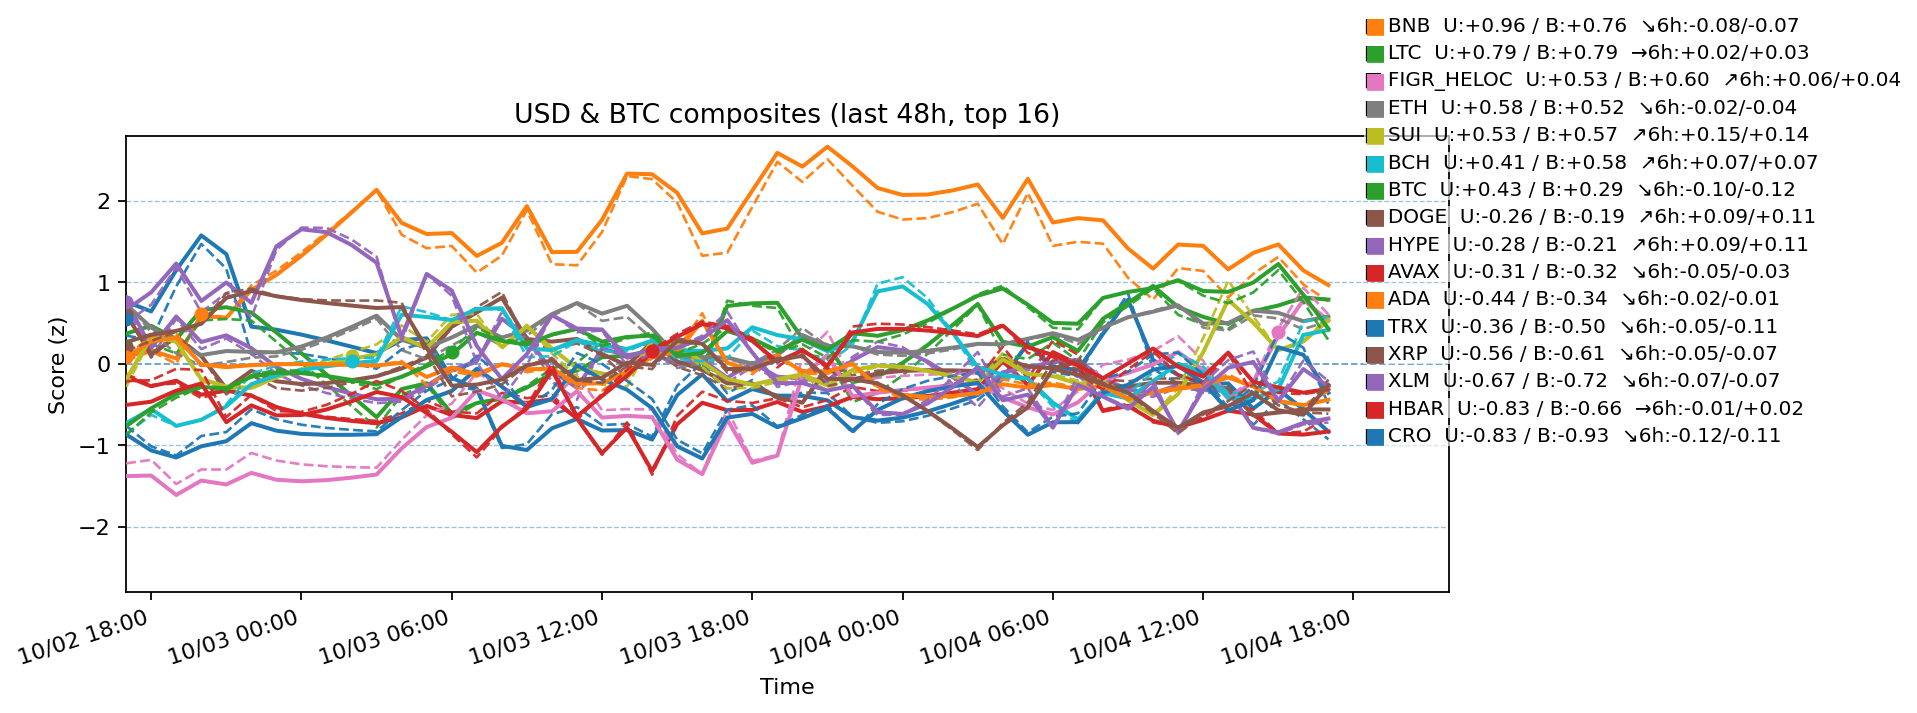 BNB U:+0.96 / B:+0.76 ↘6h:-0.08/-0.07
LTC U:+0.79 / B:+0.79 →6h:+0.02/+0.03
FIGR_HELOC U:+0.53 / B:+0.60 ↗6h:+0.06/+0.04
ETH U:+0.58 / B:+0.52 ↘6h:-0.02/-0.04
SUI U:+0.53 / B:+0.57 ↗6h:+0.15/+0.14
BCH U:+0.41 / B:+0.58 ↗6h:+0.07/+0.07
BTC U:+0.43 / B:+0.29 ↘6h:-0.10/-0.12
DOGE U:-0.26 / B:-0.19 ↗6h:+0.09/+0.11
HYPE U:-0.28 / B:-0.21 ↗6h:+0.09/+0.11
AVAX U:-0.31 / B:-0.32 ↘6h:-0.05/-0.03
ADA U:-0.44 / B:-0.34 ↘6h:-0.02/-0.01
TRX U:-0.36 / B:-0.50 ↘6h:-0.05/-0.11
XRP U:-0.56 / B:-0.61 ↘6h:-0.05/-0.07
XLM U:-0.67 / B:-0.72 ↘6h:-0.07/-0.07
HBAR U:-0.83 / B:-0.66 →6h:-0.01/+0.02
CRO U:-0.83 / B:-0.93 ↘6h:-0.12/-0.11
USD & BTC composites (last 48h, top 16)
Score (z)
2
1
0
−1
−2
10/02 18:00
10/03 00:00
10/03 06:00
10/03 12:00
10/03 18:00
10/04 00:00
10/04 06:00
10/04 12:00
10/04 18:00
Time